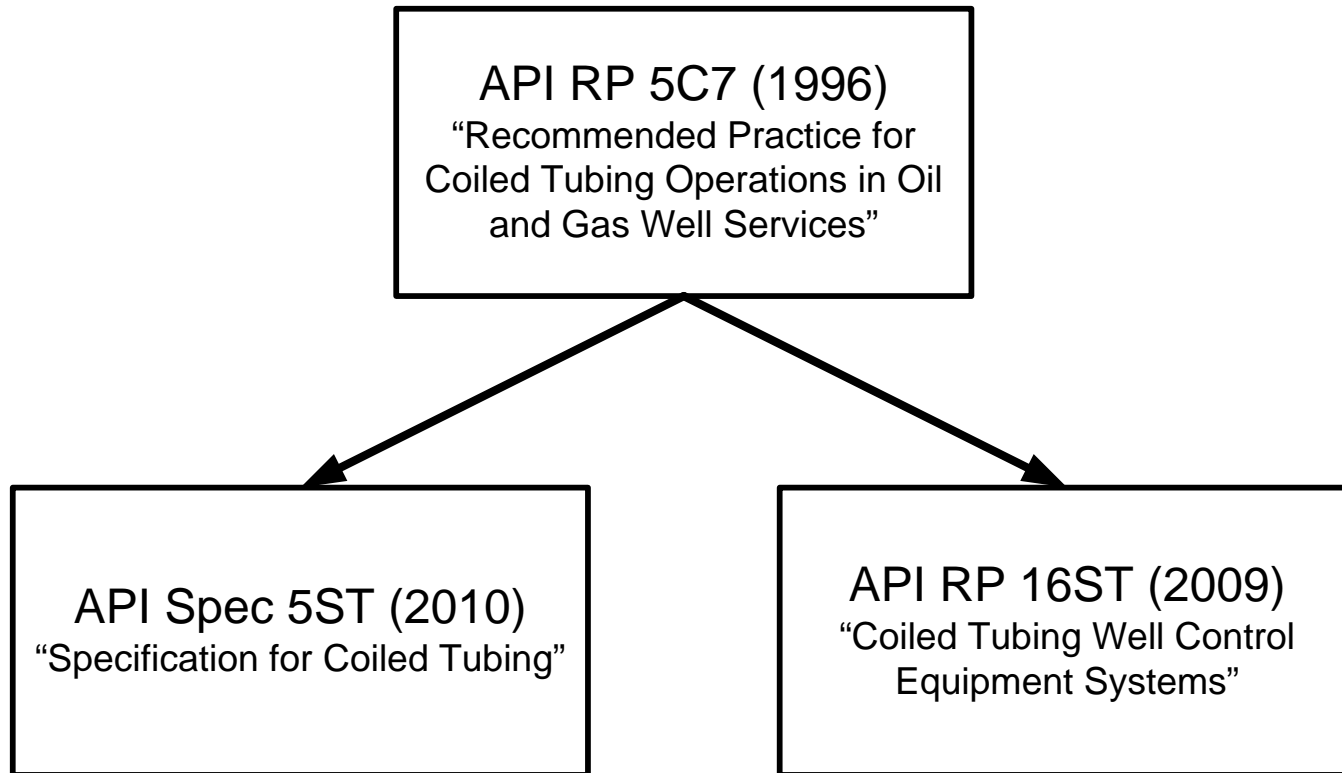 API RP 5C7 (1996)
“Recommended Practice for
Coiled Tubing Operations in Oil
and Gas Well Services”
API Spec 5ST (2010)
“Specification for Coiled Tubing”
API RP 16ST (2009)
“Coiled Tubing Well Control
Equipment Systems”